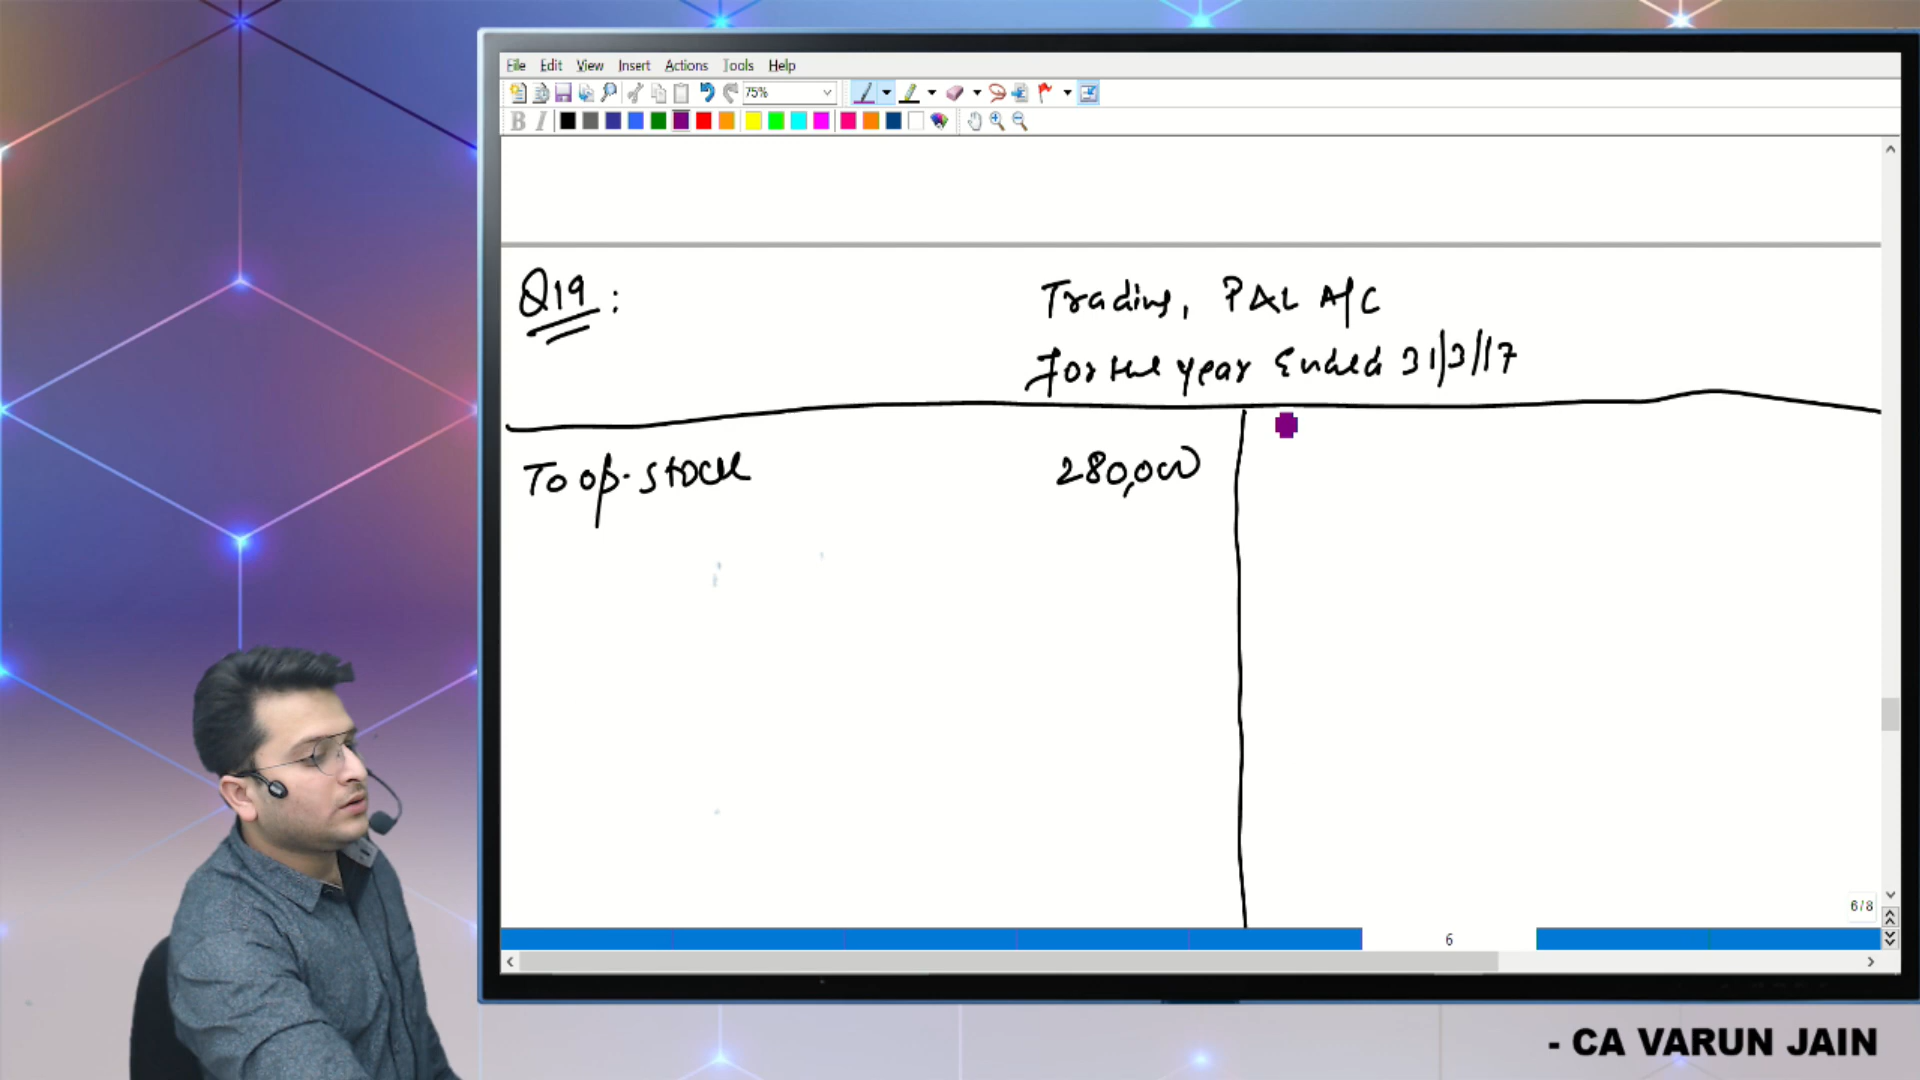 File Edit View Insert Actions Tools Help
75%
B I
Q19 :
Trading, P&L A/C
For the year Ended 31/3/17
To op. stock 280,000
6/8
6
- CA VARUN JAIN